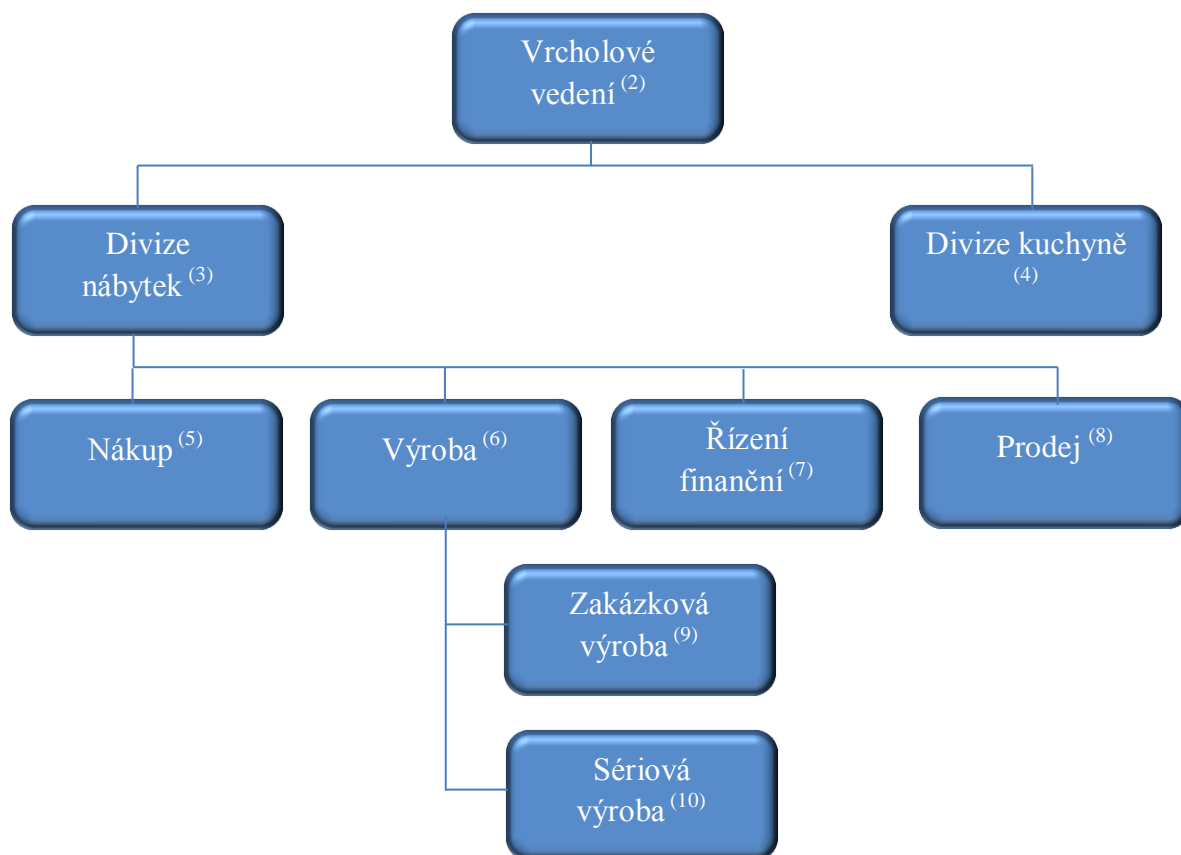 Vrcholové
vedení (2)
Divize
nábytek (3)
Divize kuchyně
(4)
Nákup (5)
Výroba (6)
Řízení
finanční (7)
Prodej (8)
Zakázková
výroba (9)
Sériová
výroba (10)